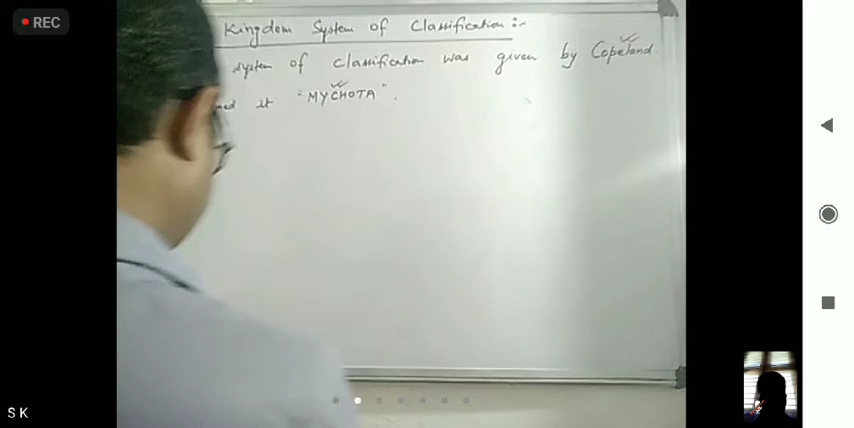 REC
Kingdom System of Classification :-
system of classification was given by Copeland
it "MYCHOTA".
S K